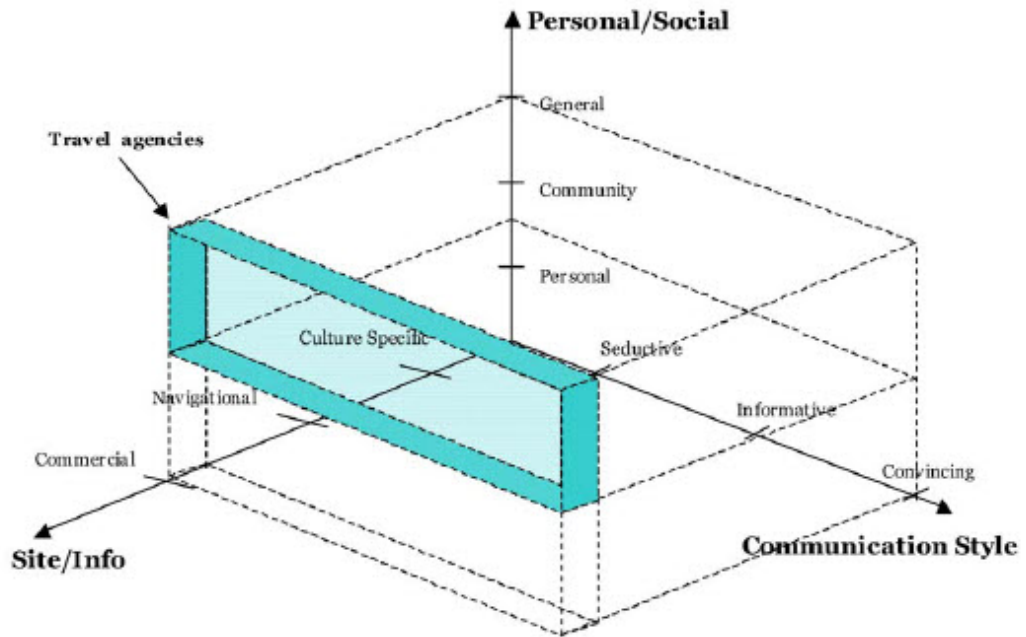 Personal/Social
General
Travel agencies
Community
Personal
Culture Specific
Seductive
Navigational
Informative
Commercial
Convincing
Site/Info
Communication Style